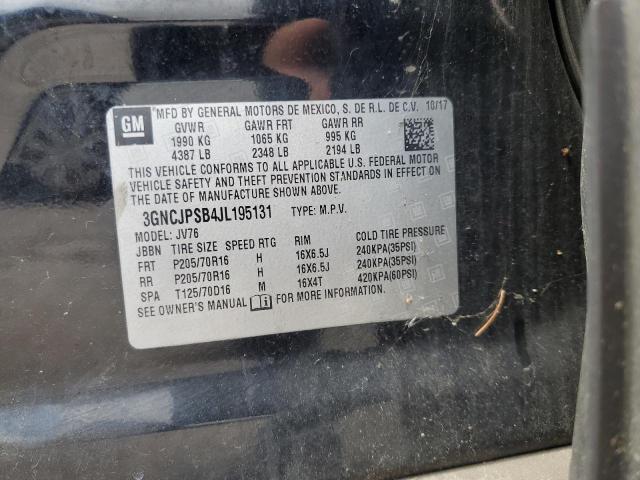 GM MFD BY GENERAL MOTORS DE MEXICO, S. DE R.L. DE C.V. 10/17
GVWR GAWR FRT GAWR RR
1990 KG 1065 KG 995 KG
4387 LB 2348 LB 2194 LB
THIS VEHICLE CONFORMS TO ALL APPLICABLE U.S. FEDERAL MOTOR
VEHICLE SAFETY AND THEFT PREVENTION STANDARDS IN EFFECT ON
THE DATE OF MANUFACTURE SHOWN ABOVE.
3GNCJPSB4JL195131 TYPE: M.P.V.
MODEL: JV76
JBBN TIRE SIZE SPEED RTG RIM COLD TIRE PRESSURE
FRT P205/70R16 H 16X6.5J 240KPA(35PSI)
RR P205/70R16 H 16X6.5J 240KPA(35PSI)
SPA T125/70D16 M 16X4T 420KPA(60PSI)
SEE OWNER'S MANUAL FOR MORE INFORMATION.